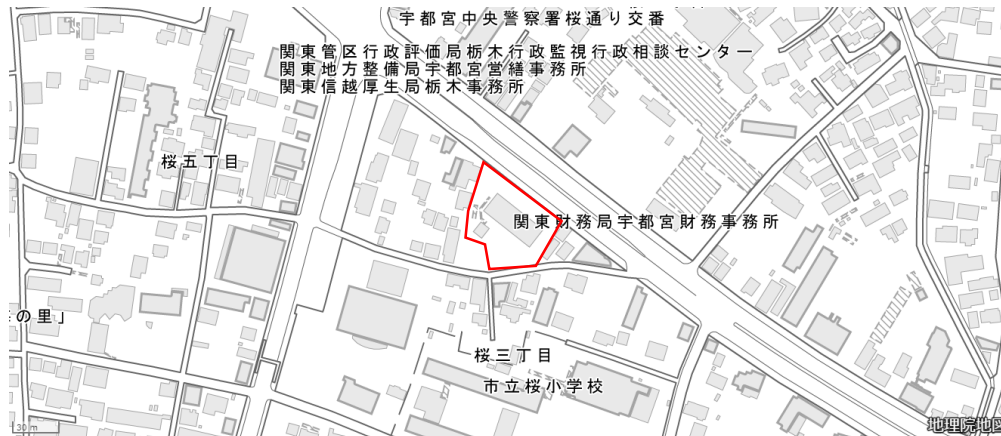 宇都宮中央警察署桜通り交番
関東管区行政評価局栃木行政監視行政相談センター
関東地方整備局宇都宮営繕事務所
関東信越厚生局栃木事務所
桜五丁目
関東財務局宇都宮財務事務所
の里」
桜三丁目
市立桜小学校
30 m
地理院地図